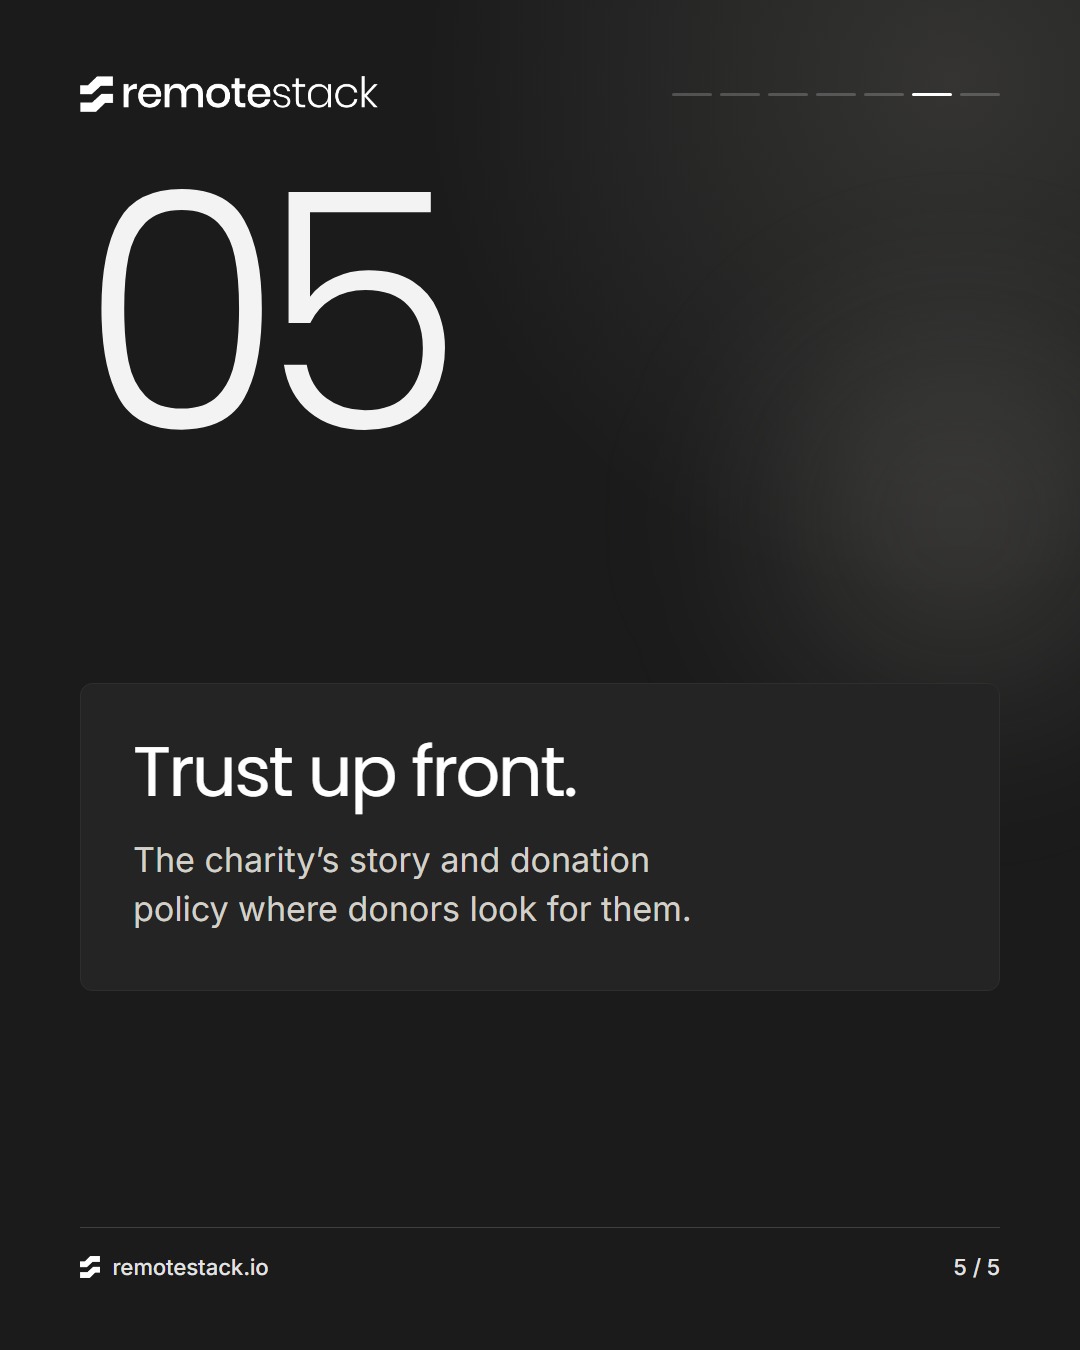 remotestack
05
Trust up front.
The charity’s story and donation
policy where donors look for them.
remotestack.io
5 / 5